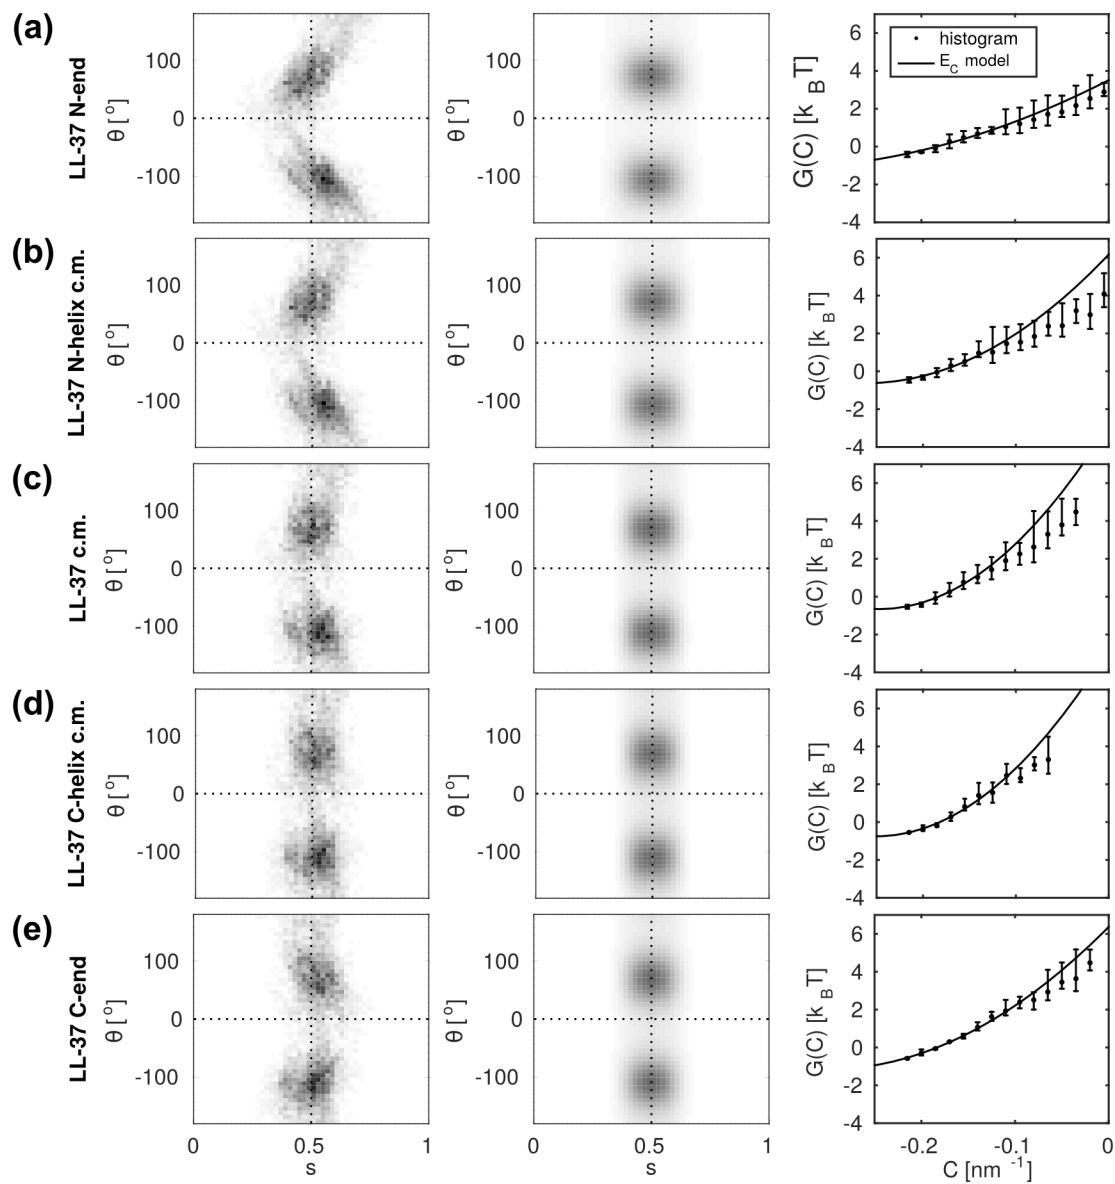 (a)
LL-37 N-end
θ [°]
100
0
-100
θ [°]
100
0
-100
G(C) [k_B T]
6
4
2
0
-2
-4
histogram
E_C model
(b)
LL-37 N-helix c.m.
θ [°]
100
0
-100
θ [°]
100
0
-100
G(C) [k_B T]
6
4
2
0
-2
-4
(c)
LL-37 c.m.
θ [°]
100
0
-100
θ [°]
100
0
-100
G(C) [k_B T]
6
4
2
0
-2
-4
(d)
LL-37 C-helix c.m.
θ [°]
100
0
-100
θ [°]
100
0
-100
G(C) [k_B T]
6
4
2
0
-2
-4
(e)
LL-37 C-end
θ [°]
100
0
-100
θ [°]
100
0
-100
G(C) [k_B T]
6
4
2
0
-2
-4
0 0.5 1
s
0 0.5 1
s
-0.2 -0.1 0
C [nm⁻¹]